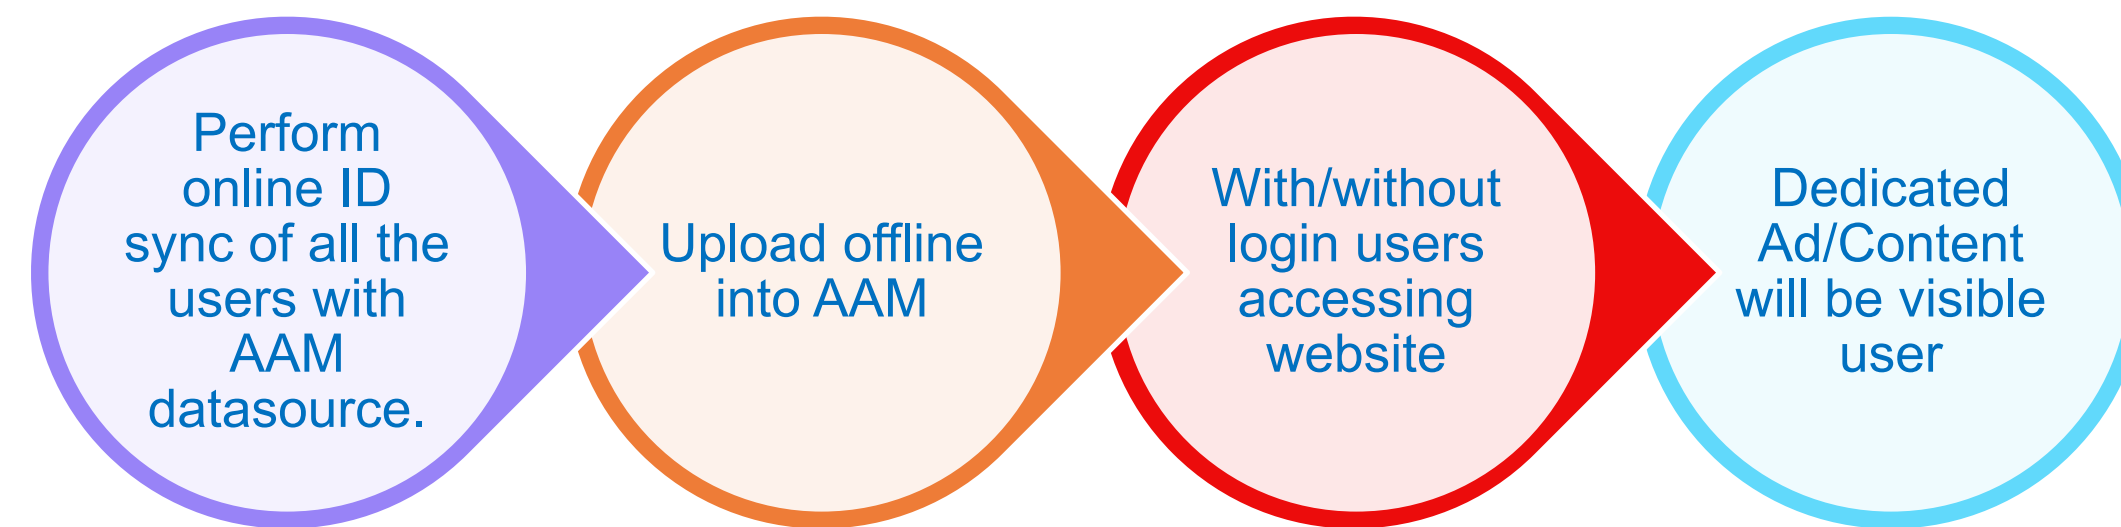 Perform
online ID
sync of all the
users with
AAM
datasource.
Upload offline
into AAM
With/without
login users
accessing
website
Dedicated
Ad/Content
will be visible
user